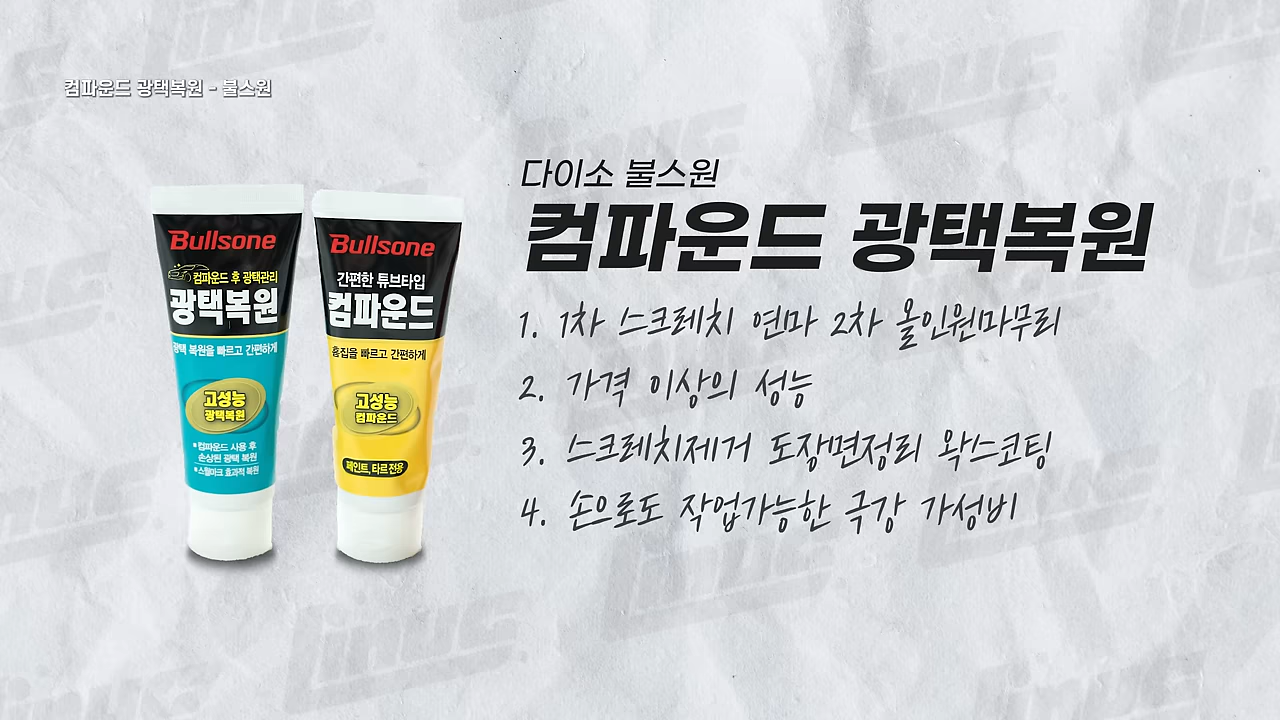 컴파운드 광택복원 - 불스원
다이소 불스원
컴파운드 광택복원
1. 1차 스크레치 연마 2차 올인원마무리
2. 가격 이상의 성능
3. 스크레치제거 도장면정리 왁스코팅
4. 손으로도 작업가능한 극강 가성비
Bullsone
컴파운드 후 광택관리
광택복원
광택 복원을 빠르고 간편하게
고성능
광택복원
컴파운드 사용 후
손상된 광택 복원
스월마크 효과적 복원
Bullsone
간편한 튜브타입
컴파운드
흠집을 빠르고 간편하게
고성능
컴파운드
페인트, 타르 전용
Linus
Linus
Linus
Linus
Linus
Linus
Linus